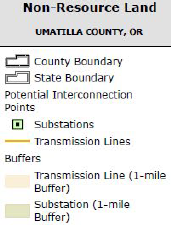 Non-Resource Land
UMATILLA COUNTY, OR
County Boundary
State Boundary
Potential Interconnection
Points
Substations
Transmission Lines
Buffers
Transmission Line (1-mile
Buffer)
Substation (1-mile
Buffer)